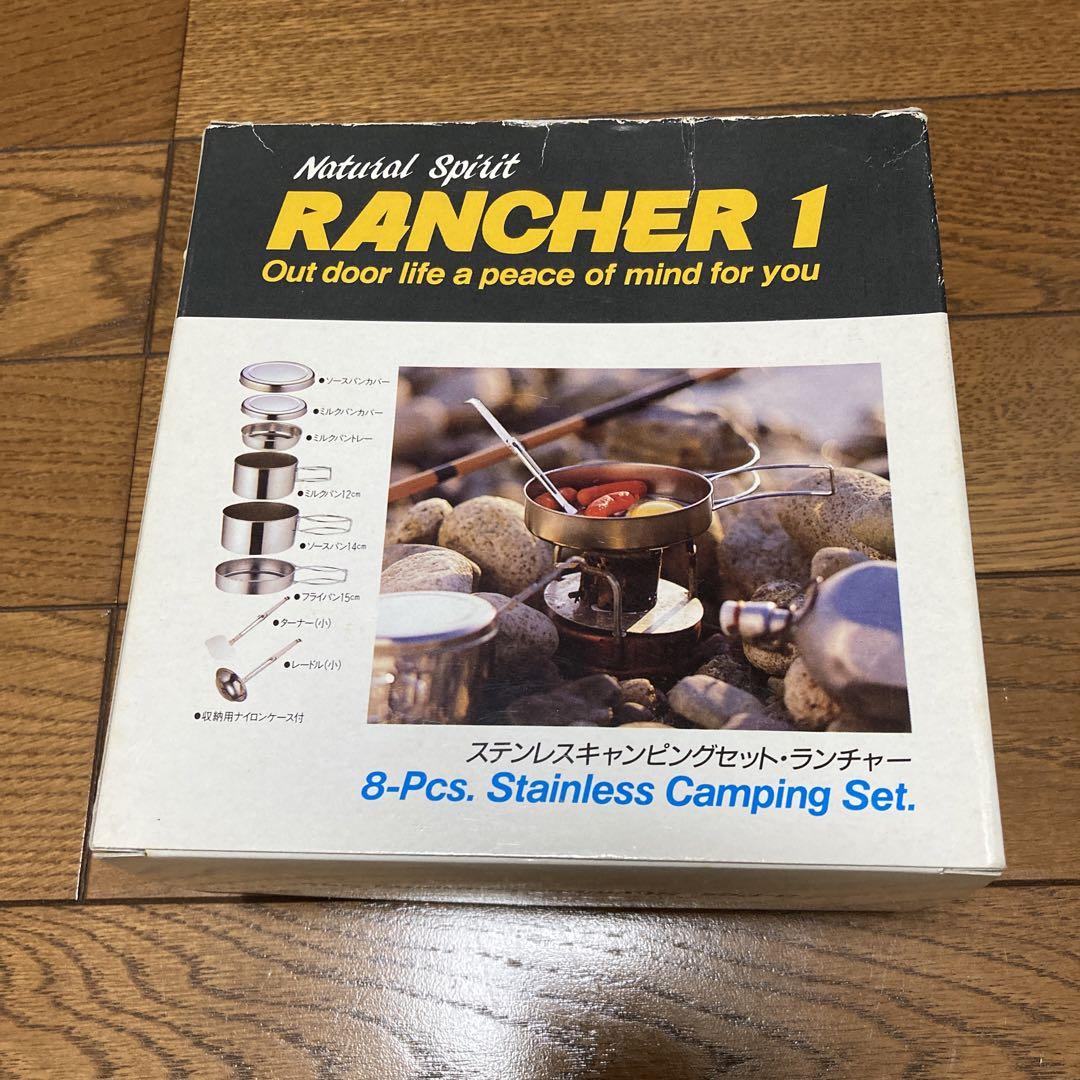 Natural Spirit
RANCHER 1
Out door life a peace of mind for you
●ソースパンカバー
●ミルクパンカバー
●ミルクパントレー
●ミルクパン12cm
●ソースパン14cm
●フライパン15cm
●ターナー(小)
●レードル(小)
●収納用ナイロンケース付
ステンレスキャンピングセット・ランチャー
8-Pcs. Stainless Camping Set.